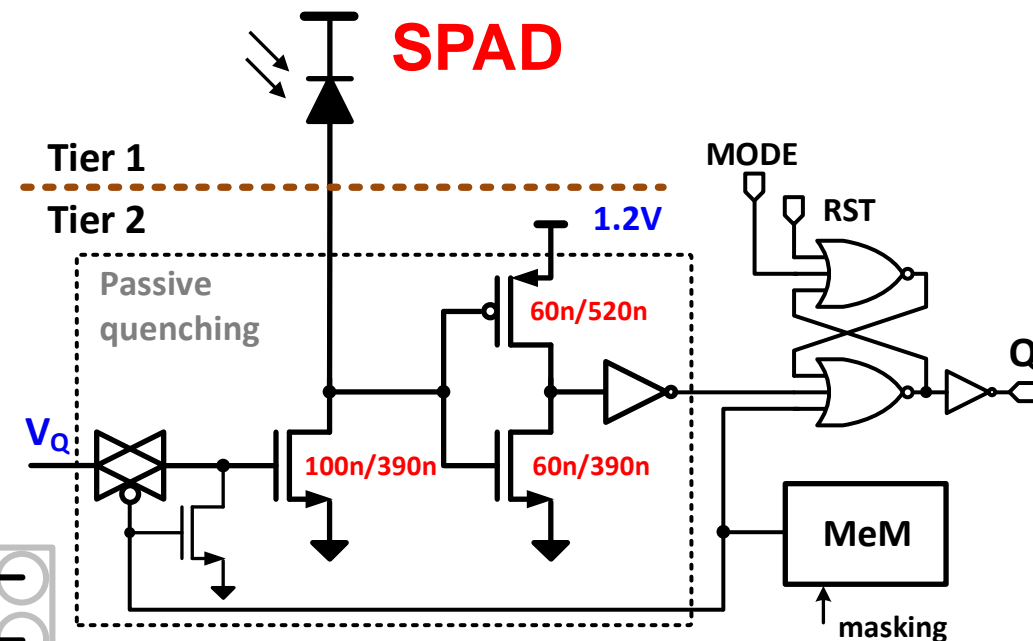 SPAD
Tier 1
MODE
Tier 2
1.2V
RST
Passive
quenching
60n/520n
Q
VQ
100n/390n
60n/390n
MeM
masking